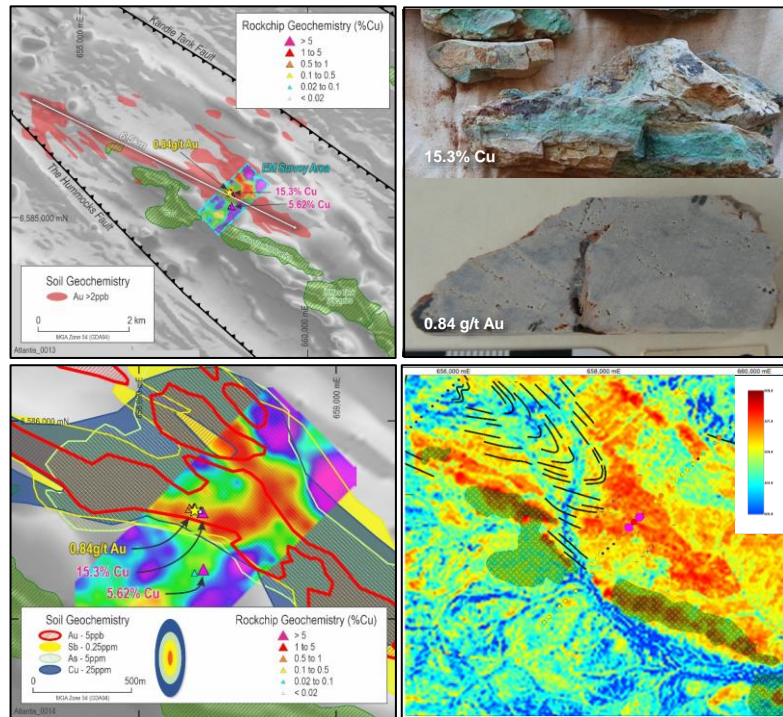 655,000 mE
Kandie Tank Fault
Rockchip Geochemistry (%Cu)
> 5
1 to 5
0.5 to 1
0.1 to 0.5
0.02 to 0.1
< 0.02
6.5km
0.84g/t Au
EM Survey Area
15.3% Cu
5.62% Cu
6,585,000 mN
The Hummocks Fault
Soil Geochemistry
Au >2ppb
0
2 km
MGA Zone 54 (GDA94)
660,000 mE
Atlantis_0013
15.3% Cu
0.84 g/t Au
659,000 mE
0.84g/t Au
15.3% Cu
5.62% Cu
Au - 5ppb
Sb - 0.25ppm
As - 5ppm
Cu - 25ppm
0
500m
MGA Zone 54 (GDA94)
Rockchip Geochemistry (%Cu)
> 5
1 to 5
0.5 to 1
0.1 to 0.5
0.02 to 0.1
< 0.02
Atlantis_0014
656,000 mE
658,000 mE
660,000 mE